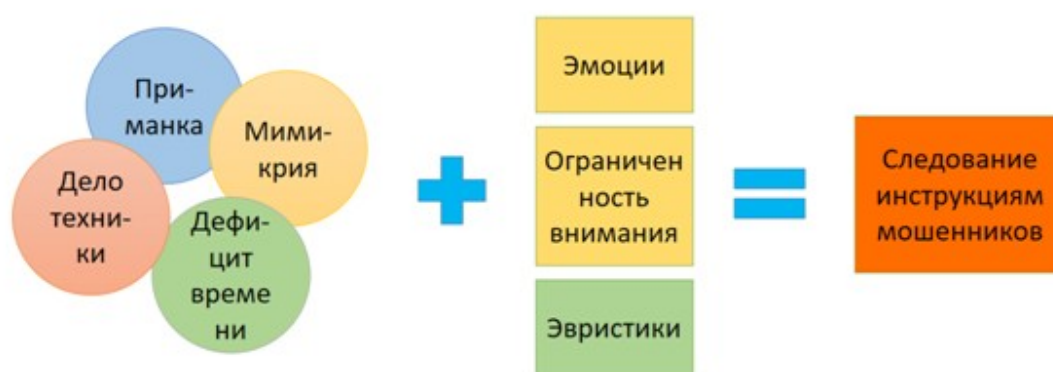 При-
манка
Мими-
крия
Дело
техни-
ки
Дефи-
цит
време
ни
Эмоции
Ограничен
ность
внимания
Эвристики
Следование
инструкциям
мошенников